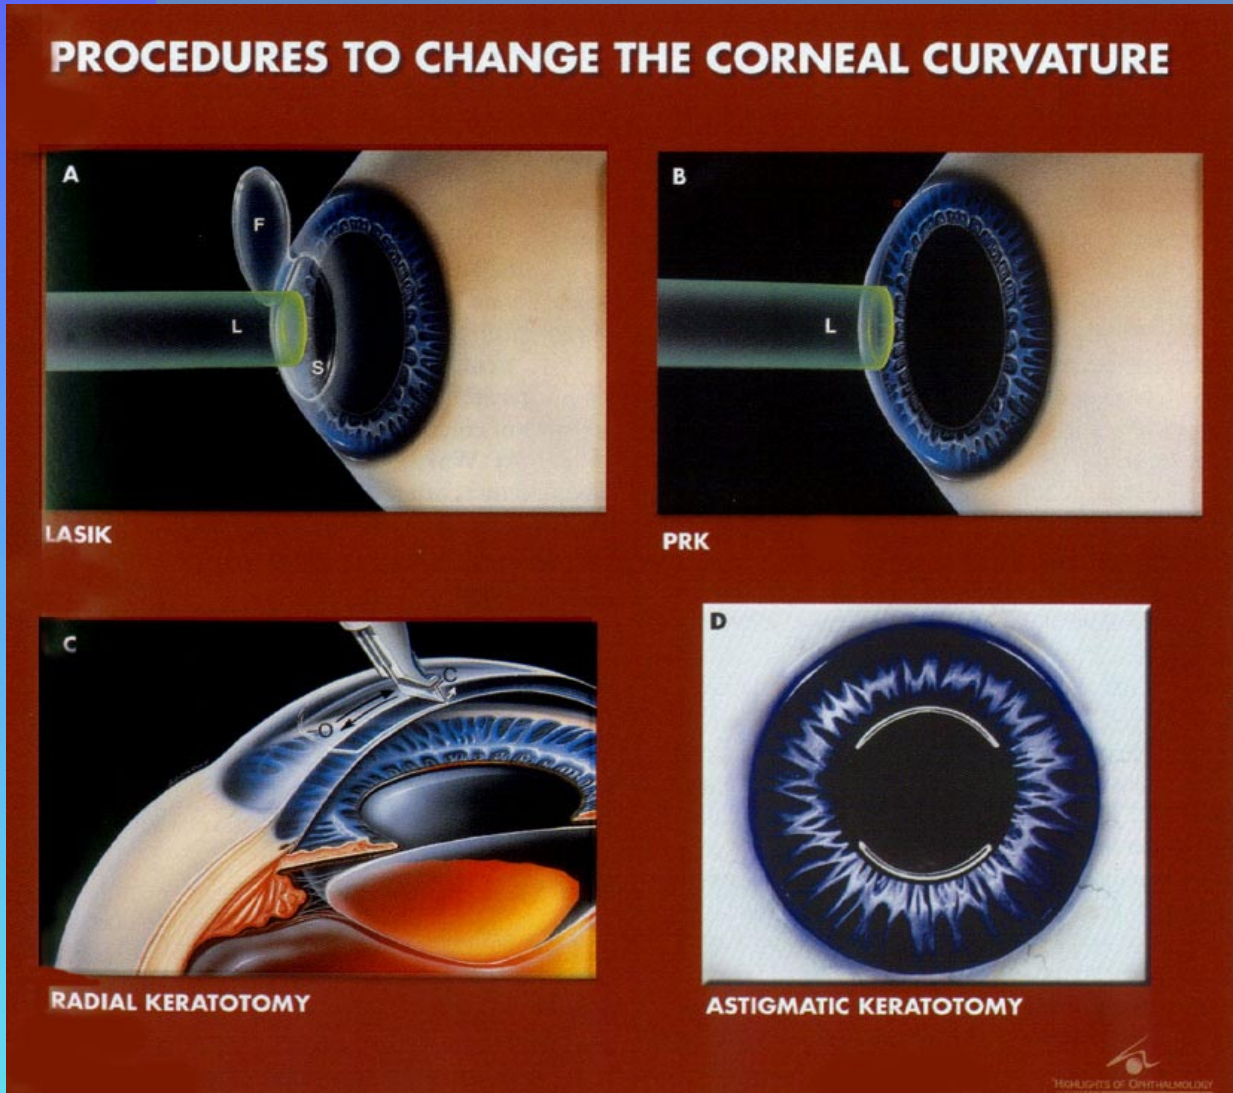 PROCEDURES TO CHANGE THE CORNEAL CURVATURE
A
F
L
S
LASIK
B
L
PRK
C
C
O
RADIAL KERATOTOMY
D
ASTIGMATIC KERATOTOMY
HIGHLIGHTS OF OPHTHALMOLOGY